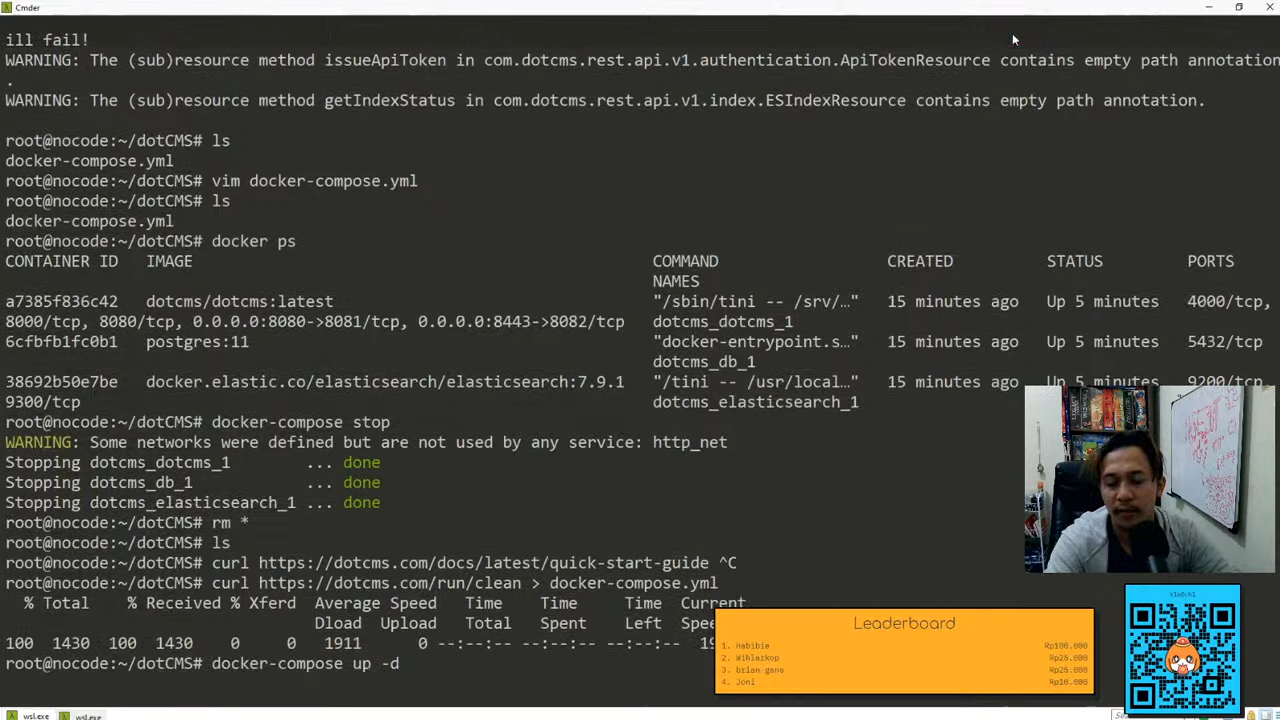 Cmder
ill fail!
WARNING: The (sub)resource method issueApiToken in com.dotcms.rest.api.v1.authentication.ApiTokenResource contains empty path annotation
.
WARNING: The (sub)resource method getIndexStatus in com.dotcms.rest.api.v1.index.ESIndexResource contains empty path annotation.
root@nocode:~/dotCMS# ls
docker-compose.yml
root@nocode:~/dotCMS# vim docker-compose.yml
root@nocode:~/dotCMS# ls
docker-compose.yml
root@nocode:~/dotCMS# docker ps
CONTAINER ID IMAGE COMMAND CREATED STATUS PORTS
NAMES
a7385f836c42 dotcms/dotcms:latest "/sbin/tini -- /srv/…" 15 minutes ago Up 5 minutes 4000/tcp,
8000/tcp, 8080/tcp, 0.0.0.0:8080->8081/tcp, 0.0.0.0:8443->8082/tcp dotcms_dotcms_1
6cfbfb1fc0b1 postgres:11 "docker-entrypoint.s…" 15 minutes ago Up 5 minutes 5432/tcp
dotcms_db_1
38692b50e7be docker.elastic.co/elasticsearch/elasticsearch:7.9.1 "/tini -- /usr/local…" 15 minutes ago Up 5 minutes 9200/tcp,
9300/tcp dotcms_elasticsearch_1
root@nocode:~/dotCMS# docker-compose stop
WARNING: Some networks were defined but are not used by any service: http_net
Stopping dotcms_dotcms_1 ... done
Stopping dotcms_db_1 ... done
Stopping dotcms_elasticsearch_1 ... done
root@nocode:~/dotCMS# rm *
root@nocode:~/dotCMS# ls
root@nocode:~/dotCMS# curl https://dotcms.com/docs/latest/quick-start-guide ^C
root@nocode:~/dotCMS# curl https://dotcms.com/run/clean > docker-compose.yml
% Total % Received % Xferd Average Speed Time Time Time Current
Dload Upload Total Spent Left Spe
100 1430 100 1430 0 0 1911 0 --:--:-- --:--:-- --:--:-- 19
root@nocode:~/dotCMS# docker-compose up -d
Leaderboard
1. Habibie Rp100.000
2. Wihlarkop Rp25.000
3. brian gans Rp25.000
4. Joni Rp10.000
wsl.exe
wsl.exe